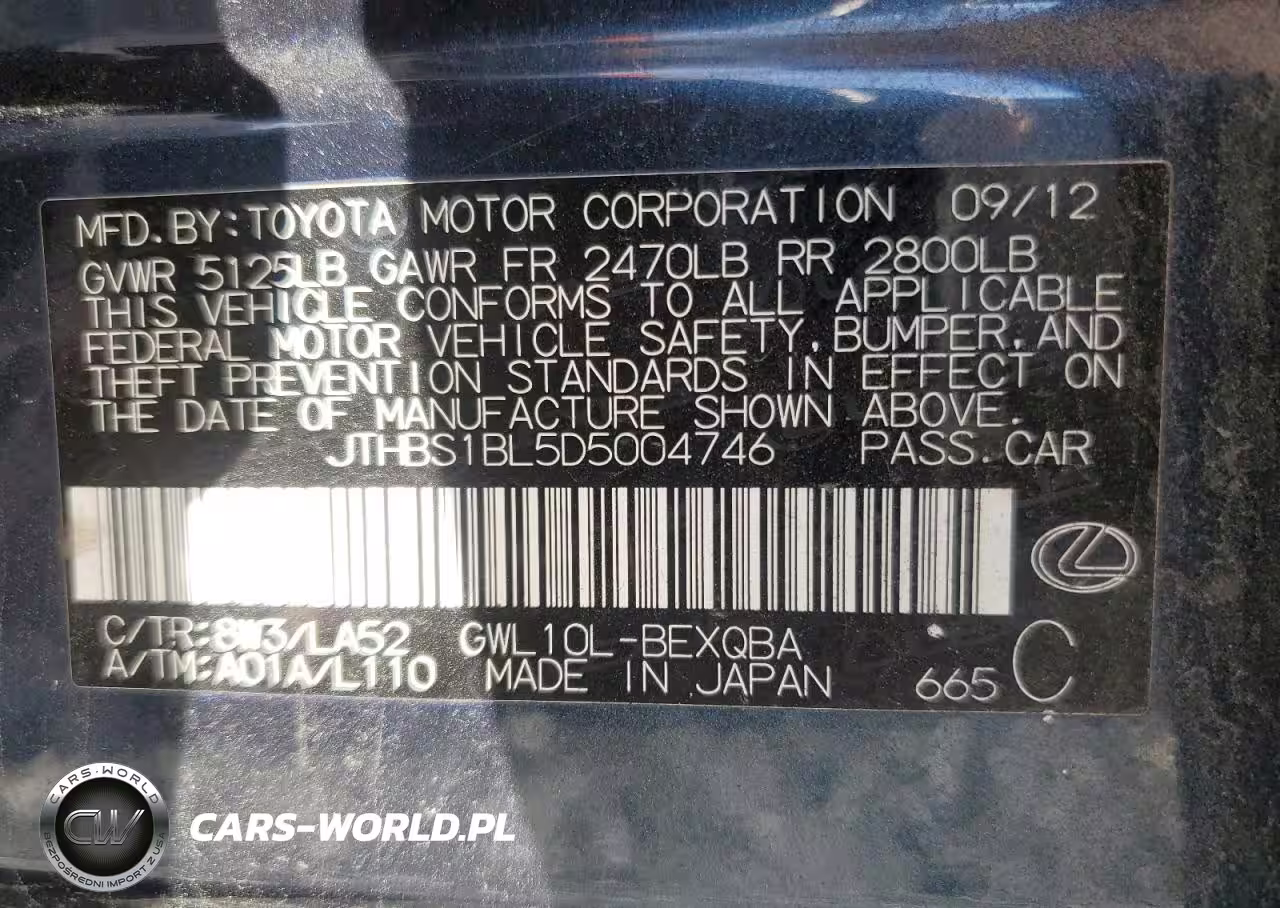 MFD.BY:TOYOTA MOTOR CORPORATION 09/12
GVWR 5125LB GAWR FR 2470LB RR 2800LB
THIS VEHICLE CONFORMS TO ALL APPLICABLE
FEDERAL MOTOR VEHICLE SAFETY, BUMPER, AND
THEFT PREVENTION STANDARDS IN EFFECT ON
THE DATE OF MANUFACTURE SHOWN ABOVE.
JTHBS1BL5D5004746 PASS.CAR
C/TR:8W3/LA52 GWL10L-BEXQBA
A/TM:A01A/L110 MADE IN JAPAN 665 C
CARS-WORLD
CW
BEZPOŚREDNI IMPORT Z USA
CARS-WORLD.PL